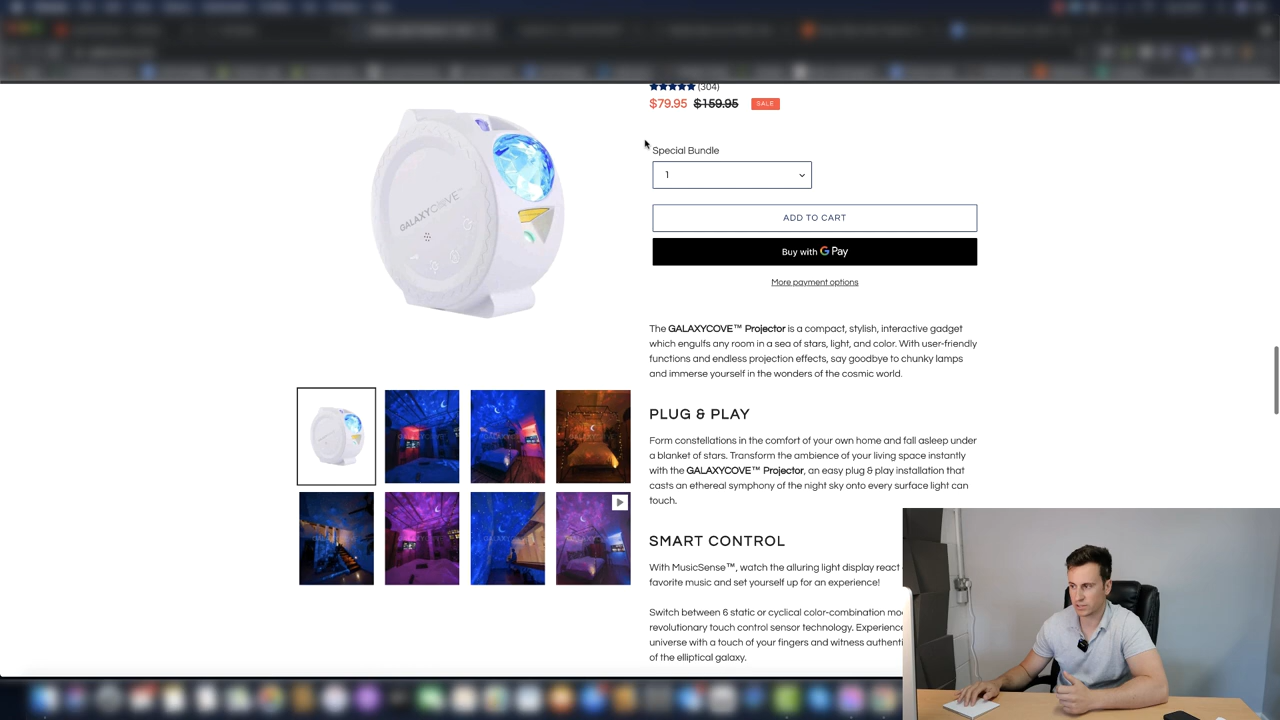 (304)
$79.95 $159.95 SALE
Special Bundle
1
ADD TO CART
Buy with G Pay
More payment options
GALAXYCOVE™
The GALAXYCOVE™ Projector is a compact, stylish, interactive gadget
which engulfs any room in a sea of stars, light, and color. With user-friendly
functions and endless projection effects, say goodbye to chunky lamps
and immerse yourself in the wonders of the cosmic world.
PLUG & PLAY
Form constellations in the comfort of your own home and fall asleep under
a blanket of stars. Transform the ambience of your living space instantly
with the GALAXYCOVE™ Projector, an easy plug & play installation that
casts an ethereal symphony of the night sky onto every surface light can
touch.
SMART CONTROL
With MusicSense™, watch the alluring light display react
favorite music and set yourself up for an experience!
Switch between 6 static or cyclical color-combination
revolutionary touch control sensor technology. Experience
universe with a touch of your fingers and witness
of the elliptical galaxy.